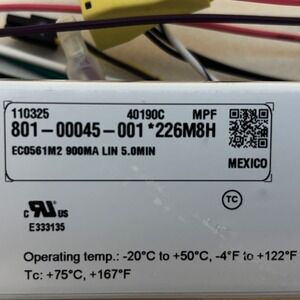 110325 40190C MPF
801-00045-001 *226M8H
EC0561M2 900MA LIN 5.0MIN
MEXICO
TC
C RU US
E333135
Operating temp.: -20°C to +50°C, -4°F to +122°F
Tc: +75°C, +167°F